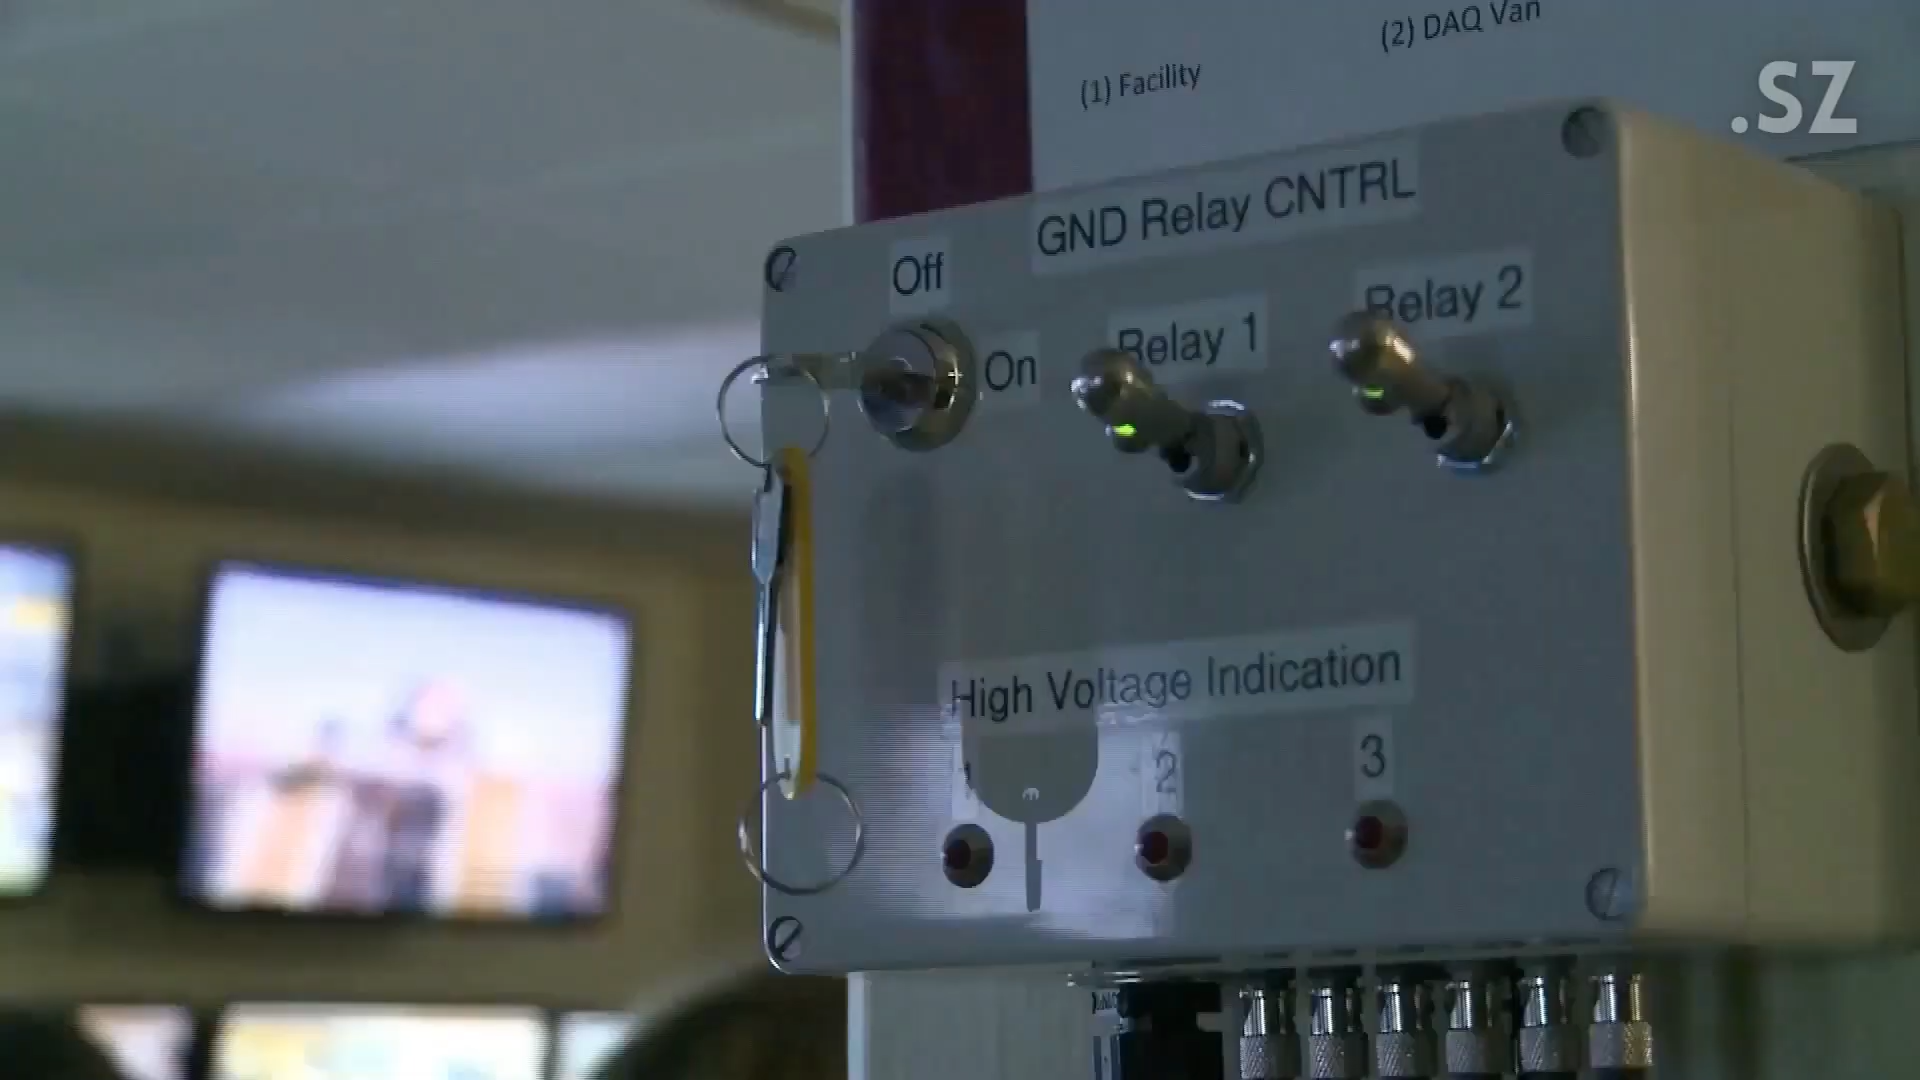 (2) DAQ Van
(1) Facility
.SZ
GND Relay CNTRL
Off
On
Relay 1
Relay 2
High Voltage Indication
1
2
3